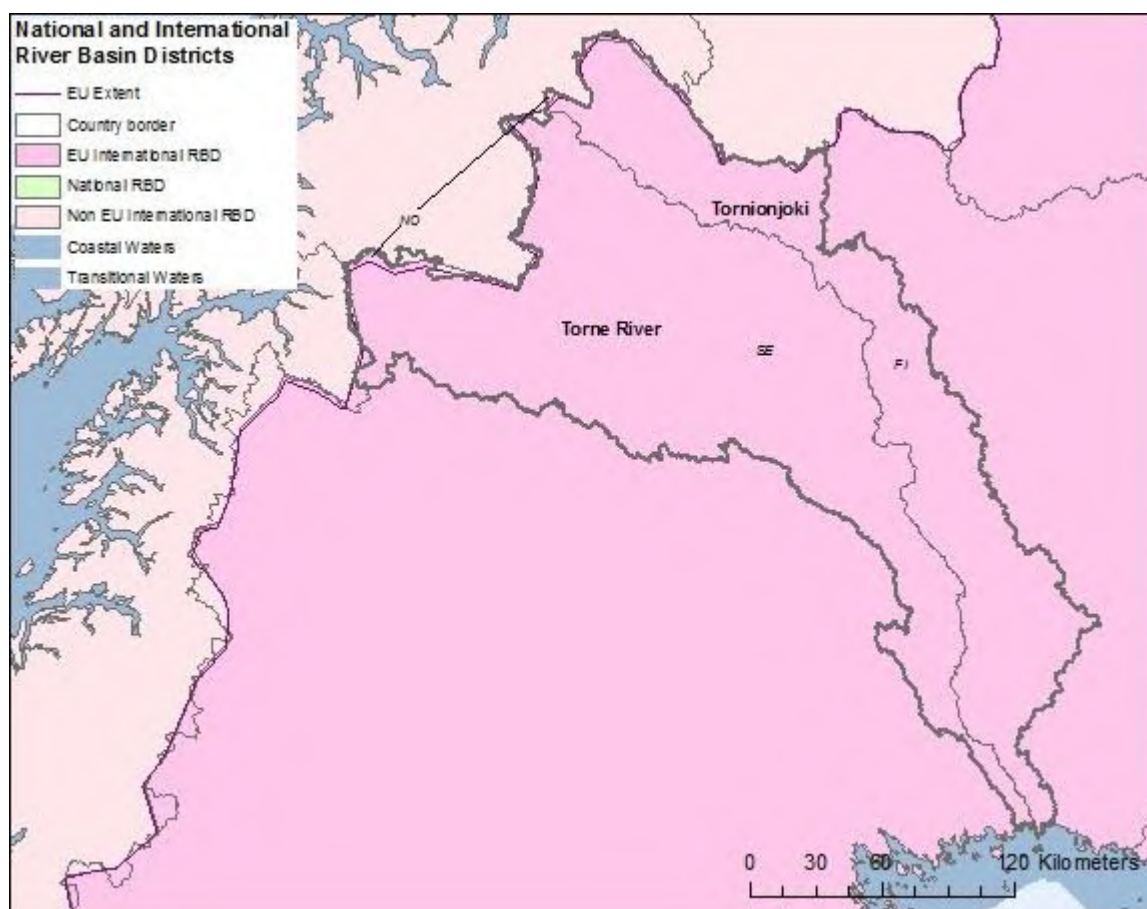 National and International
River Basin Districts
EU Extent
Country border
EU International RBD
National RBD
Non EU International RBD
Coastal Waters
Transitional Waters
NO
Tornionjoki
Torne River
SE
FI
0 30 60 120 Kilometers